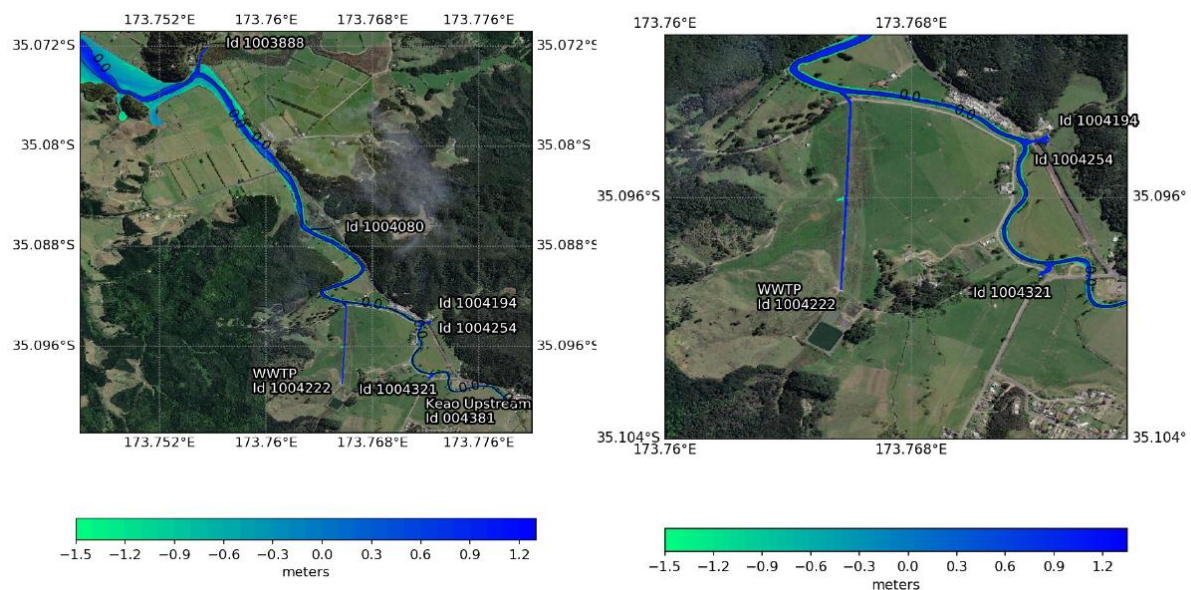 173.752°E 173.76°E 173.768°E 173.776°E
35.072°S
35.072°S
Id 1003888
0.0
0.0
0.0
35.08°S
35.08°S
Id 1004080
35.088°S
35.088°S
0.0
Id 1004194
Id 1004254
0.0
35.096°S
35.096°S
WWTP
Id 1004222
Id 1004321
0.0
Keao Upstream
Id 004381
173.752°E 173.76°E 173.768°E 173.776°E
−1.5 −1.2 −0.9 −0.6 −0.3 0.0 0.3 0.6 0.9 1.2
meters
173.76°E 173.768°E
0.0
0.0
Id 1004194
Id 1004254
35.096°S
35.096°S
WWTP
Id 1004222
Id 1004321
35.104°S
35.104°S
173.76°E 173.768°E
−1.5 −1.2 −0.9 −0.6 −0.3 0.0 0.3 0.6 0.9 1.2
meters